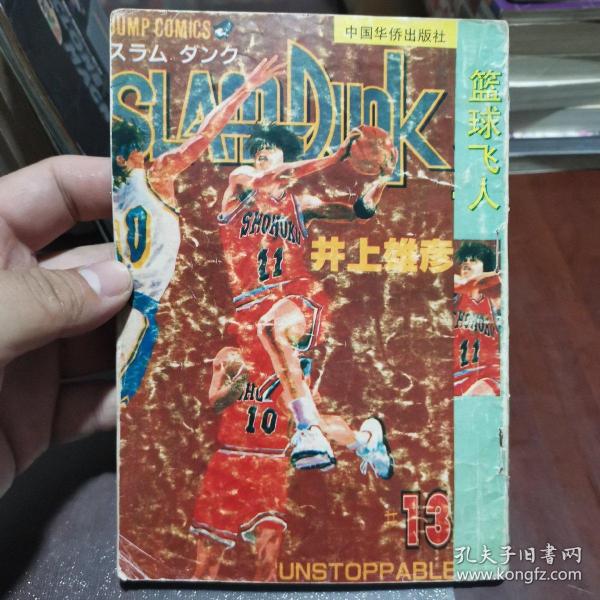 JUMP COMICS
スラム ダンク
中国华侨出版社
SLAM DUNK
篮球飞人
SHOHOKU
11
井上雄彦
0
SHOHOKU
11
SHO
10
13
UNSTOPPABLE
孔夫子旧书网
www.kongfz.com